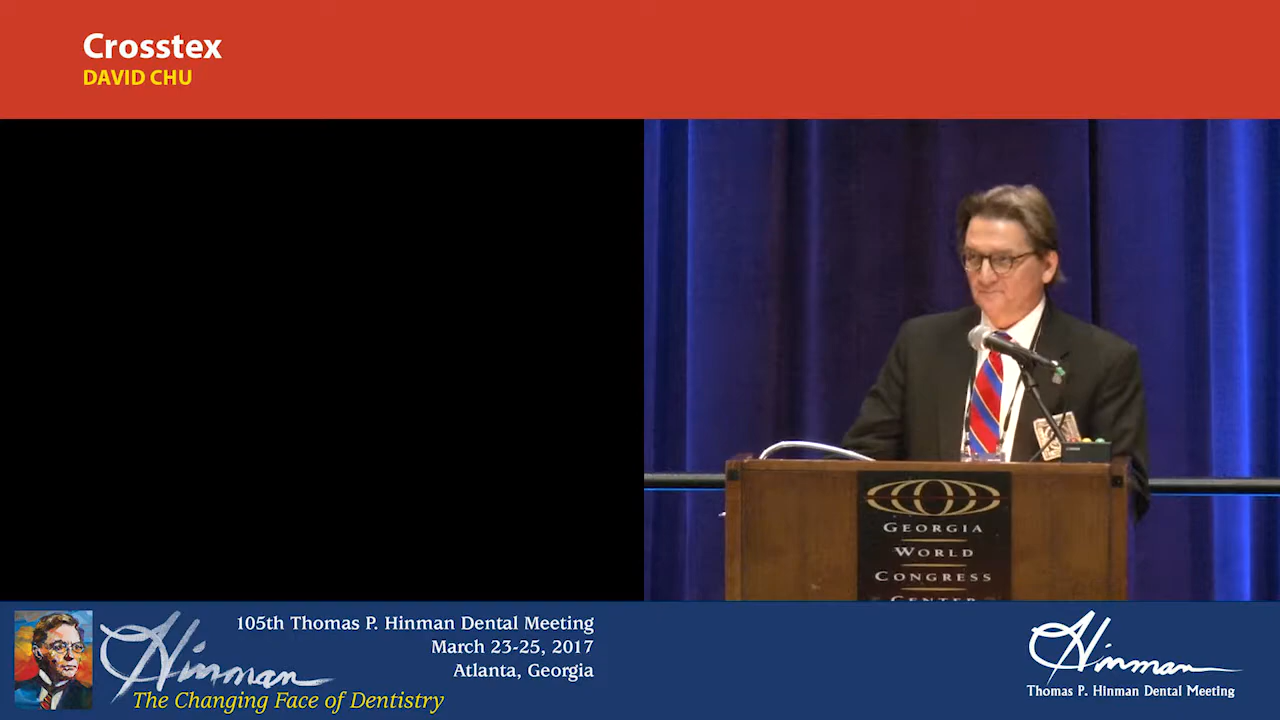 Crosstex
DAVID CHU
GEORGIA
WORLD
CONGRESS
CENTER
105th Thomas P. Hinman Dental Meeting
March 23-25, 2017
Atlanta, Georgia
Hinman
The Changing Face of Dentistry
Hinman
Thomas P. Hinman Dental Meeting